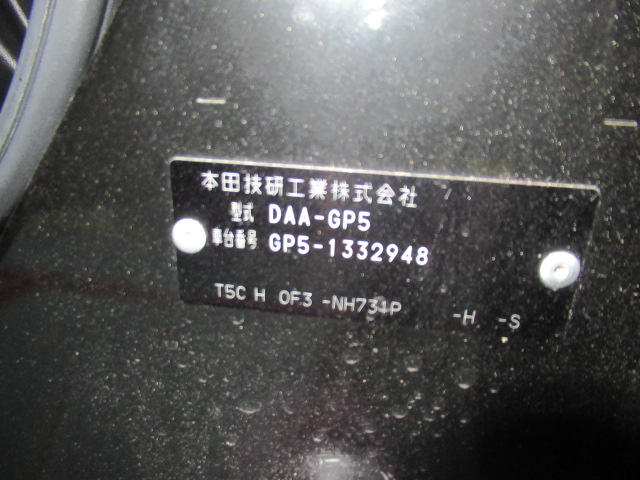 本田技研工業株式会社
型式 DAA-GP5
車台番号 GP5-1332948
T5C H 0F3 -NH731P -H -S